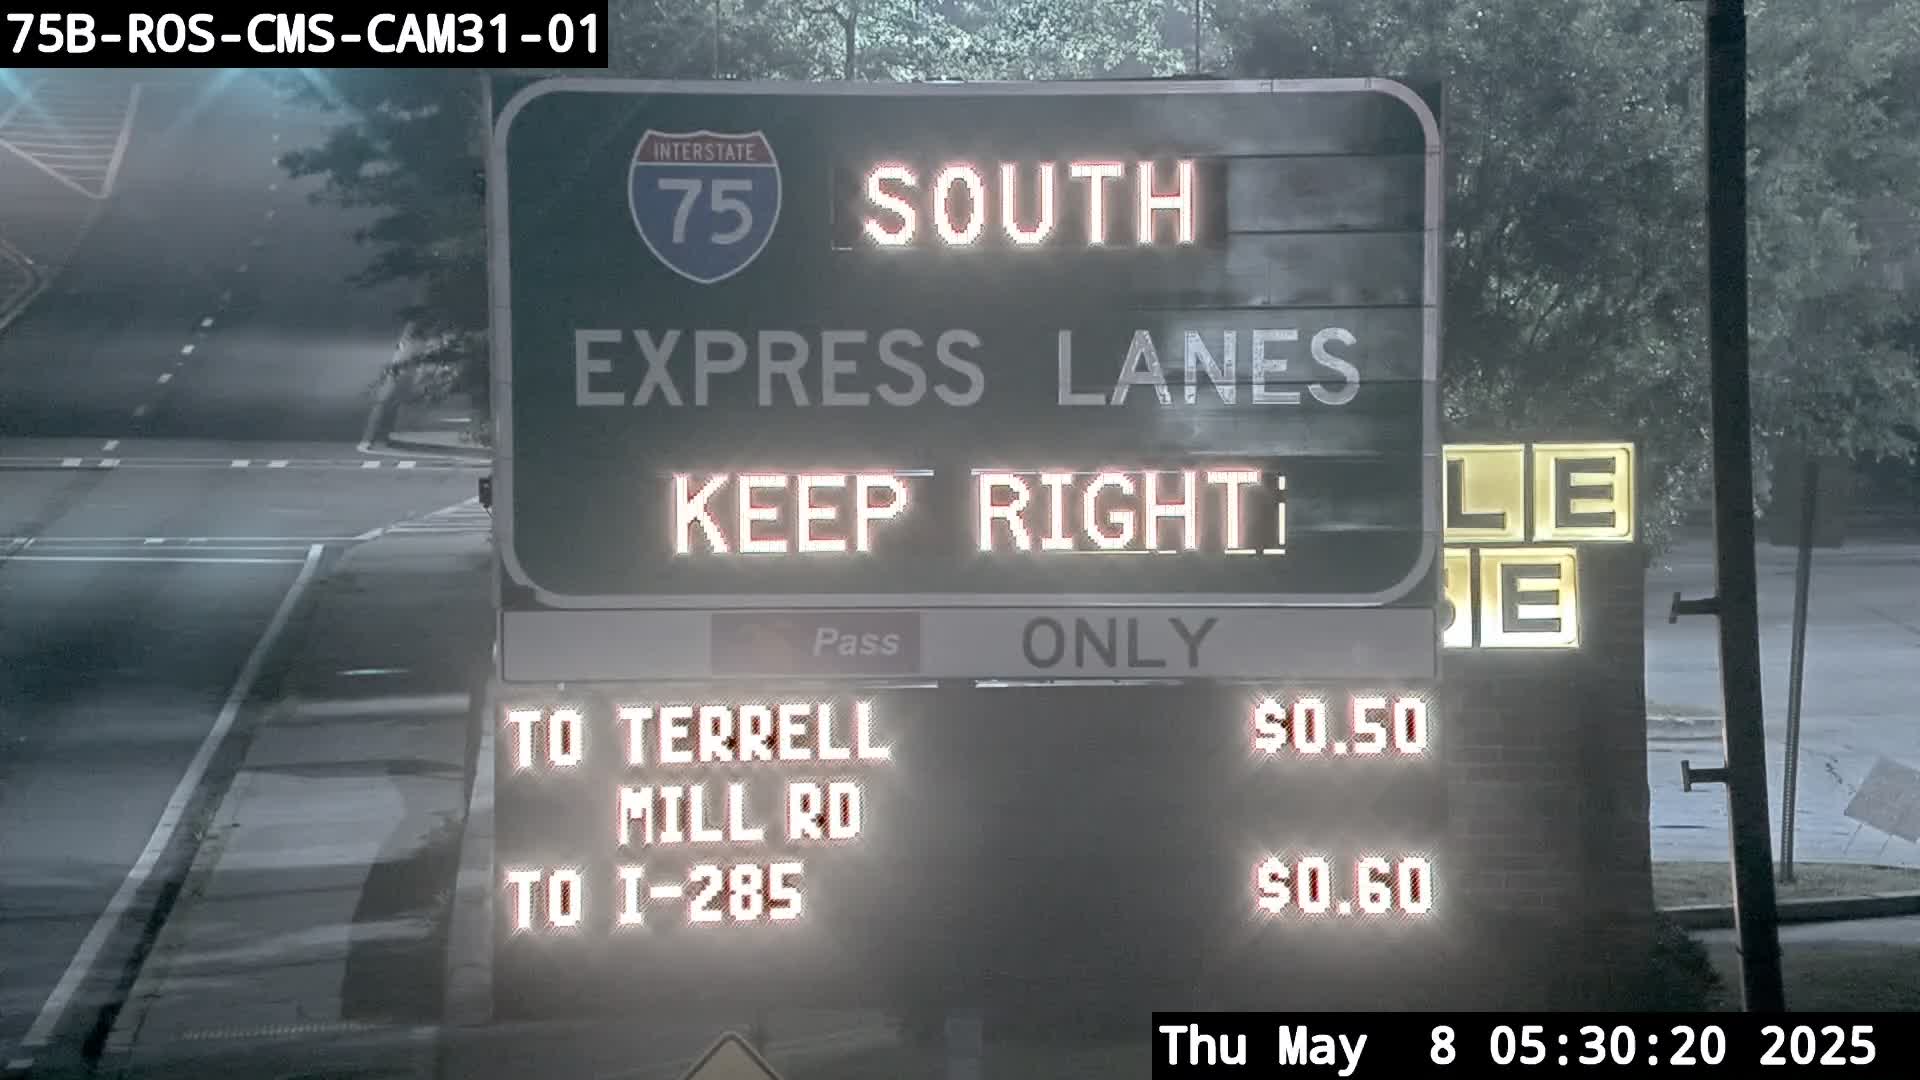 75B-ROS-CMS-CAM31-01
INTERSTATE
75
SOUTH
EXPRESS LANES
KEEP RIGHT
Pass ONLY
TO TERRELL $0.50
MILL RD
TO I-285 $0.60
LE
E
Thu May 8 05:30:20 2025